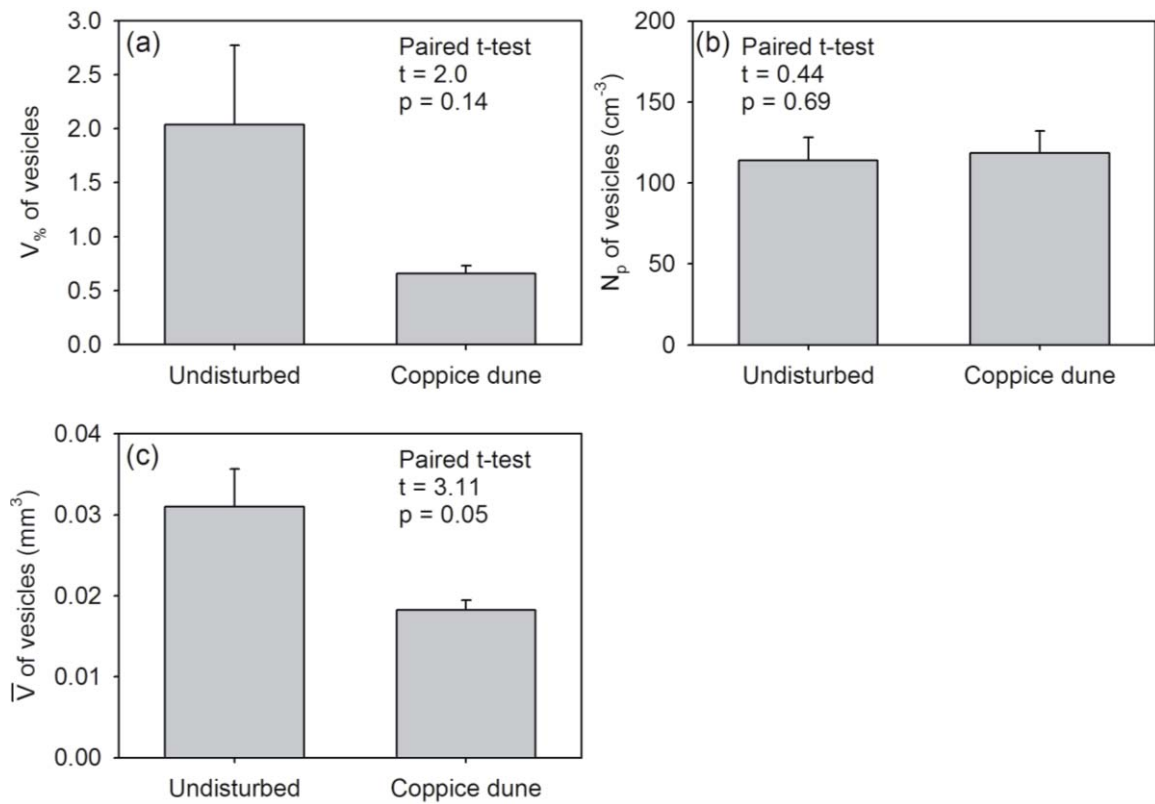 (a)
Paired t-test
t = 2.0
p = 0.14
V% of vesicles
3.0
2.5
2.0
1.5
1.0
0.5
0.0
Undisturbed Coppice dune
(b)
Paired t-test
t = 0.44
p = 0.69
Np of vesicles (cm-3)
200
150
100
50
0
Undisturbed Coppice dune
(c)
Paired t-test
t = 3.11
p = 0.05
V̅ of vesicles (mm3)
0.04
0.03
0.02
0.01
0.00
Undisturbed Coppice dune